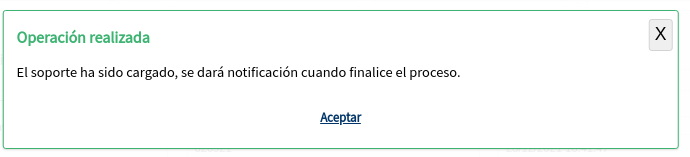 Operación realizada
X
El soporte ha sido cargado, se dará notificación cuando finalice el proceso.
Aceptar